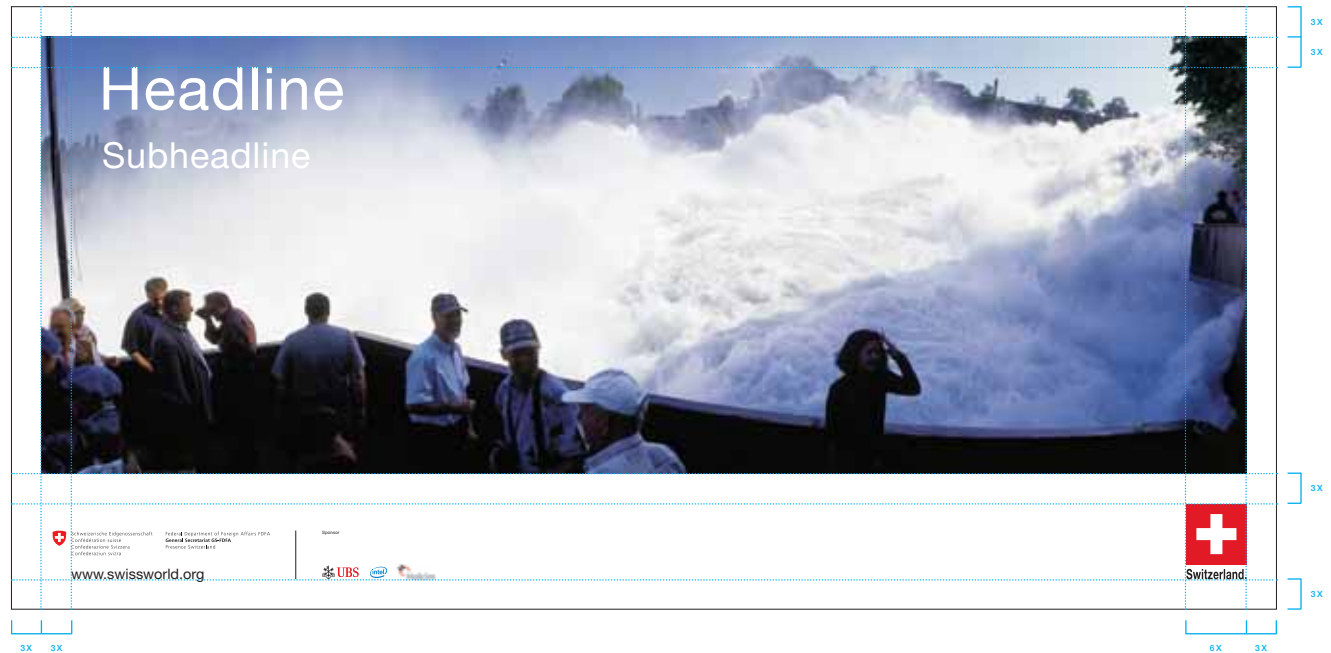 3X
3X
Headline
Subheadline
3X
Schweizerische Eidgenossenschaft
Confédération suisse
Confederazione Svizzera
Confederaziun svizra
Federal Department of Foreign Affairs FDFA
General Secretariat GS-FDFA
Presence Switzerland
Sponsor
www.swissworld.org
UBS
intel
Holcim
Switzerland.
3X
3X
3X
6X
3X